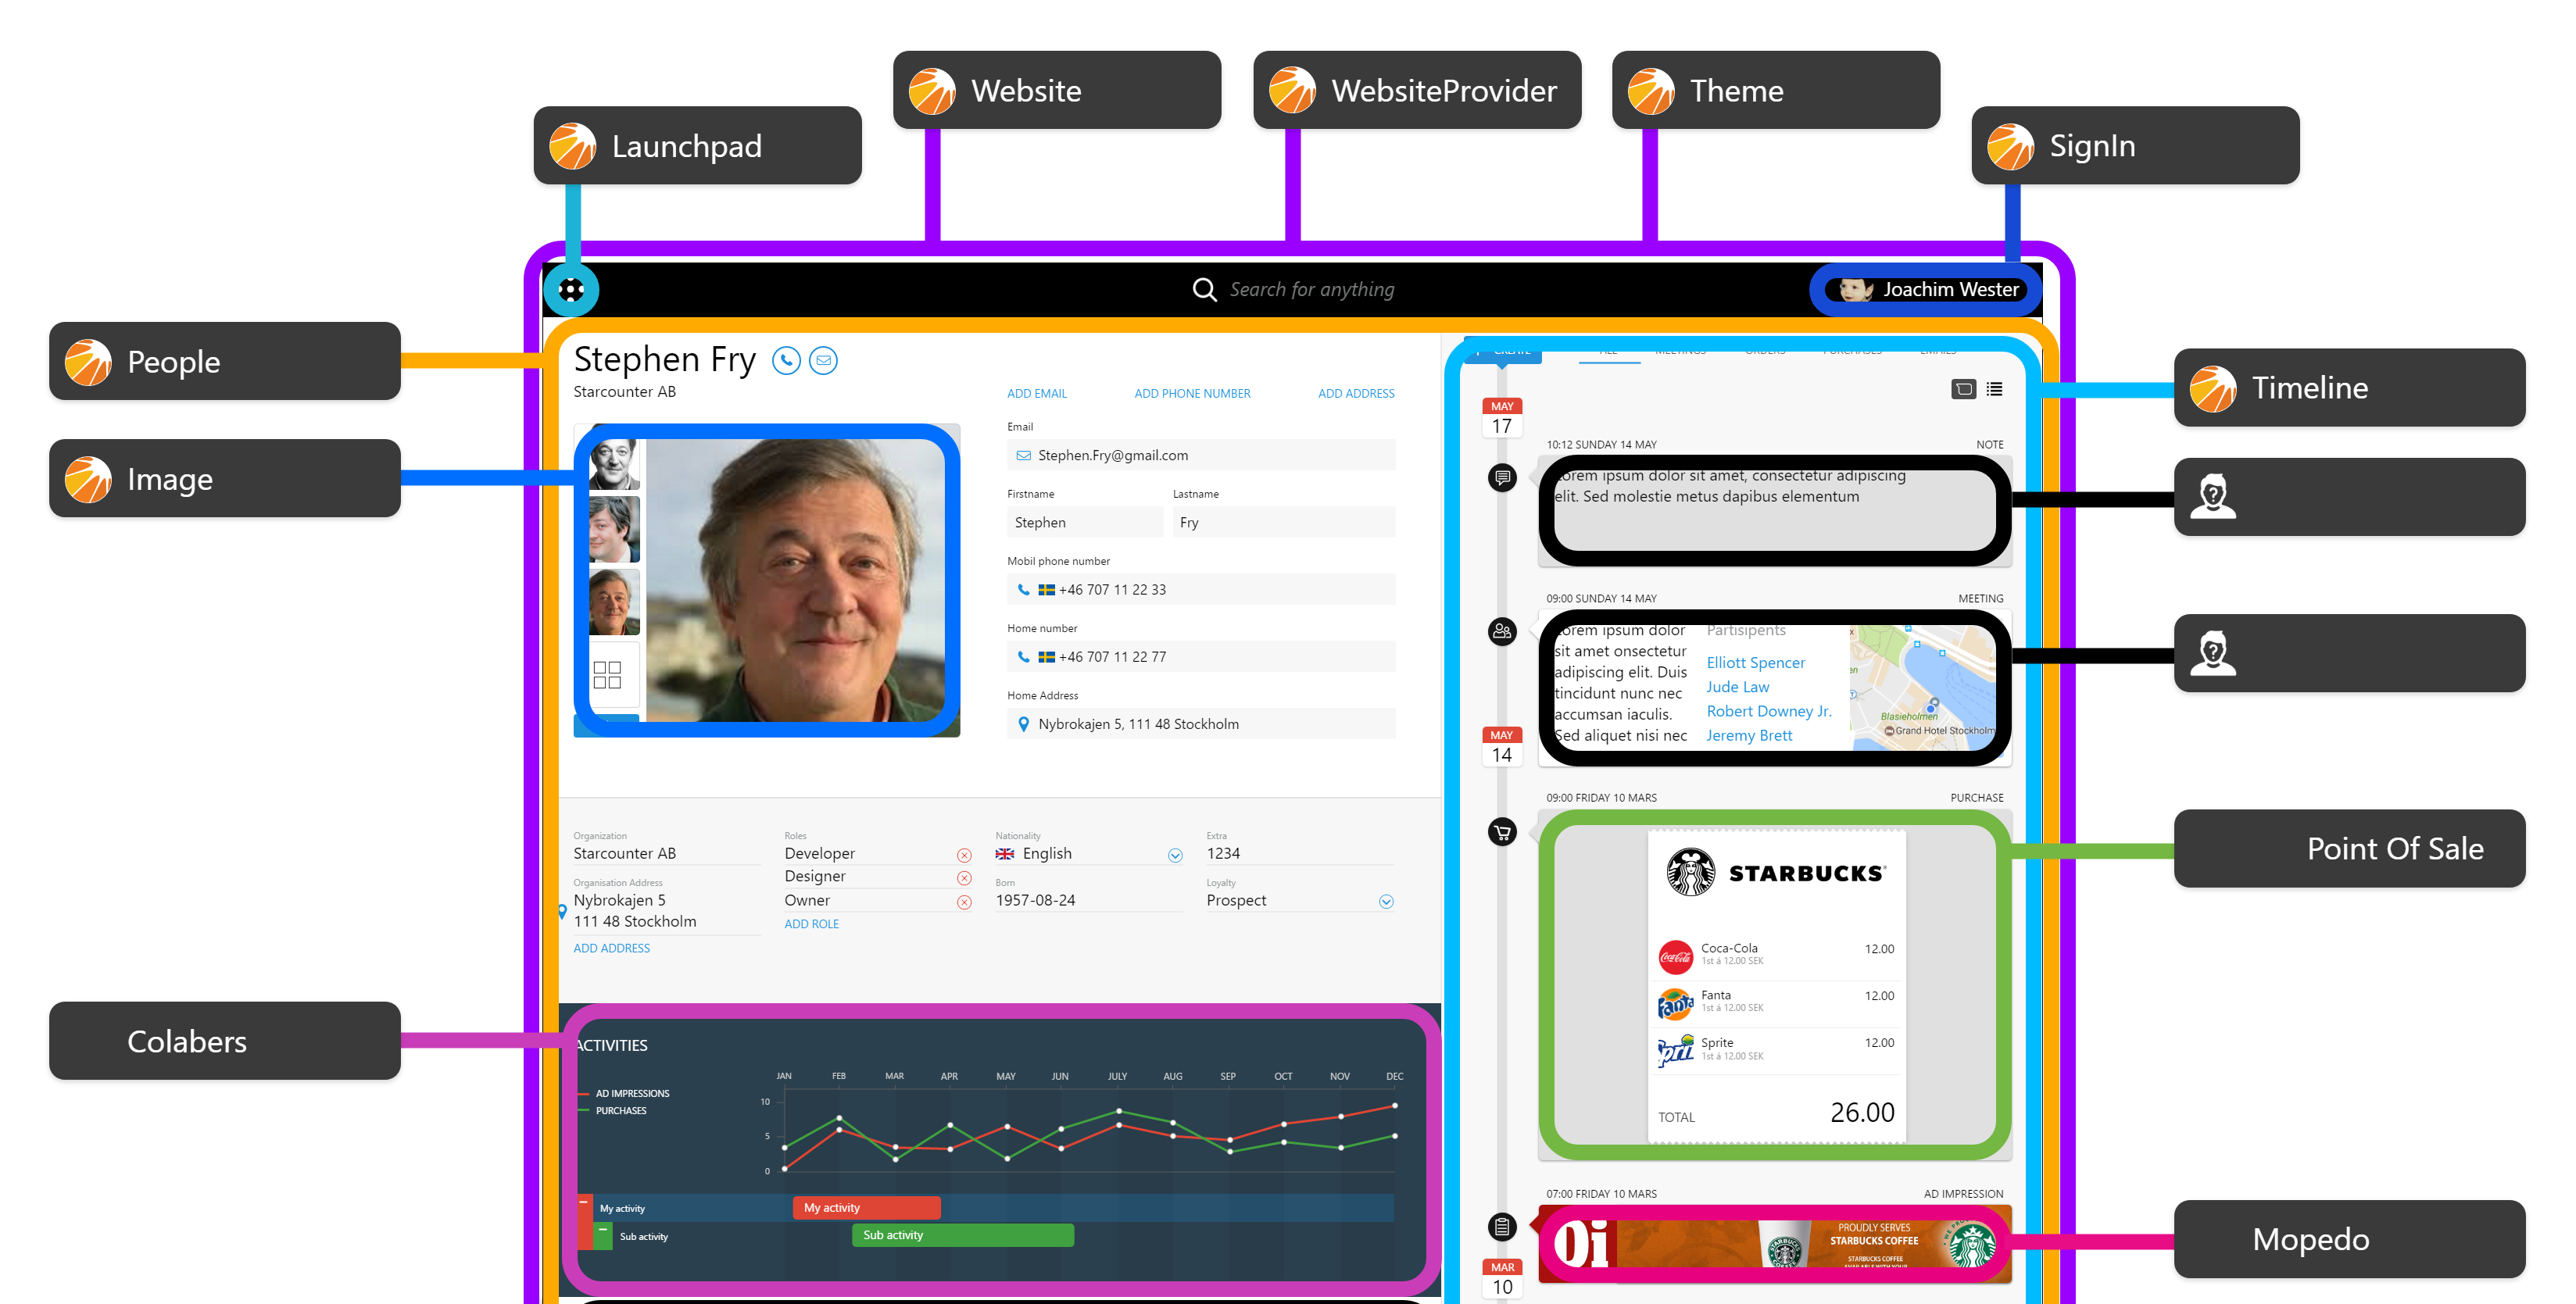 Website
WebsiteProvider
Theme
Launchpad
SignIn
Search for anything
Joachim Wester
People
Image
Colabers
Stephen Fry
Starcounter AB
ADD EMAIL
ADD PHONE NUMBER
ADD ADDRESS
Email
Stephen.Fry@gmail.com
Firstname
Lastname
Stephen
Fry
Mobil phone number
+46 707 11 22 33
Home number
+46 707 11 22 77
Home Address
Nybrokajen 5, 111 48 Stockholm
Organization
Starcounter AB
Organisation Address
Nybrokajen 5
111 48 Stockholm
ADD ADDRESS
Roles
Developer
Designer
Owner
ADD ROLE
Nationality
English
Born
1957-08-24
Extra
1234
Loyalty
Prospect
ACTIVITIES
AD IMPRESSIONS
PURCHASES
JAN FEB MAR APR MAY JUN JULY AUG SEP OCT NOV DEC
10
5
0
My activity
My activity
Sub activity
Sub activity
MAY
17
10:12 SUNDAY 14 MAY
NOTE
Lorem ipsum dolor sit amet, consectetur adipiscing
elit. Sed molestie metus dapibus elementum
09:00 SUNDAY 14 MAY
MEETING
Lorem ipsum dolor
sit amet onsectetur
adipiscing elit. Duis
tincidunt nunc nec
accumsan iaculis.
Sed aliquet nisi nec
Partisipents
Elliott Spencer
Jude Law
Robert Downey Jr.
Jeremy Brett
Blasieholmen
Grand Hotel Stockholm
MAY
14
09:00 FRIDAY 10 MARS
PURCHASE
STARBUCKS
Coca-Cola
Coca-Cola
1st á 12.00 SEK
12.00
Fanta
Fanta
1st á 12.00 SEK
12.00
Sprite
1st á 12.00 SEK
12.00
TOTAL
26.00
07:00 FRIDAY 10 MARS
AD IMPRESSION
Oi
PROUDLY SERVES
STARBUCKS COFFEE
STARBUCKS COFFEE
MAR
10
Timeline
Point Of Sale
Mopedo